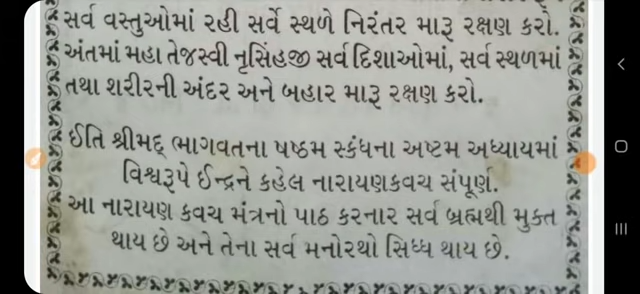 સર્વ વસ્તુઓમાં રહી સર્વે સ્થળે નિરંતર મારૂ રક્ષણ કરો.
અંતમાં મહા તેજસ્વી નૃસિંહજી સર્વ દિશાઓમાં, સર્વ સ્થળમાં
તથા શરીરની અંદર અને બહાર મારૂ રક્ષણ કરો.
ઈતિ શ્રીમદ્ ભાગવતના ષષ્ઠમ સ્કંધના અષ્ટમ અધ્યાયમાં
વિશ્વરૂપે ઈન્દ્રને કહેલ નારાયણકવચ સંપૂર્ણ.
આ નારાયણ કવચ મંત્રનો પાઠ કરનાર સર્વ બ્રહ્મથી મુક્ત
થાય છે અને તેના સર્વ મનોરથો સિધ્ધ થાય છે.